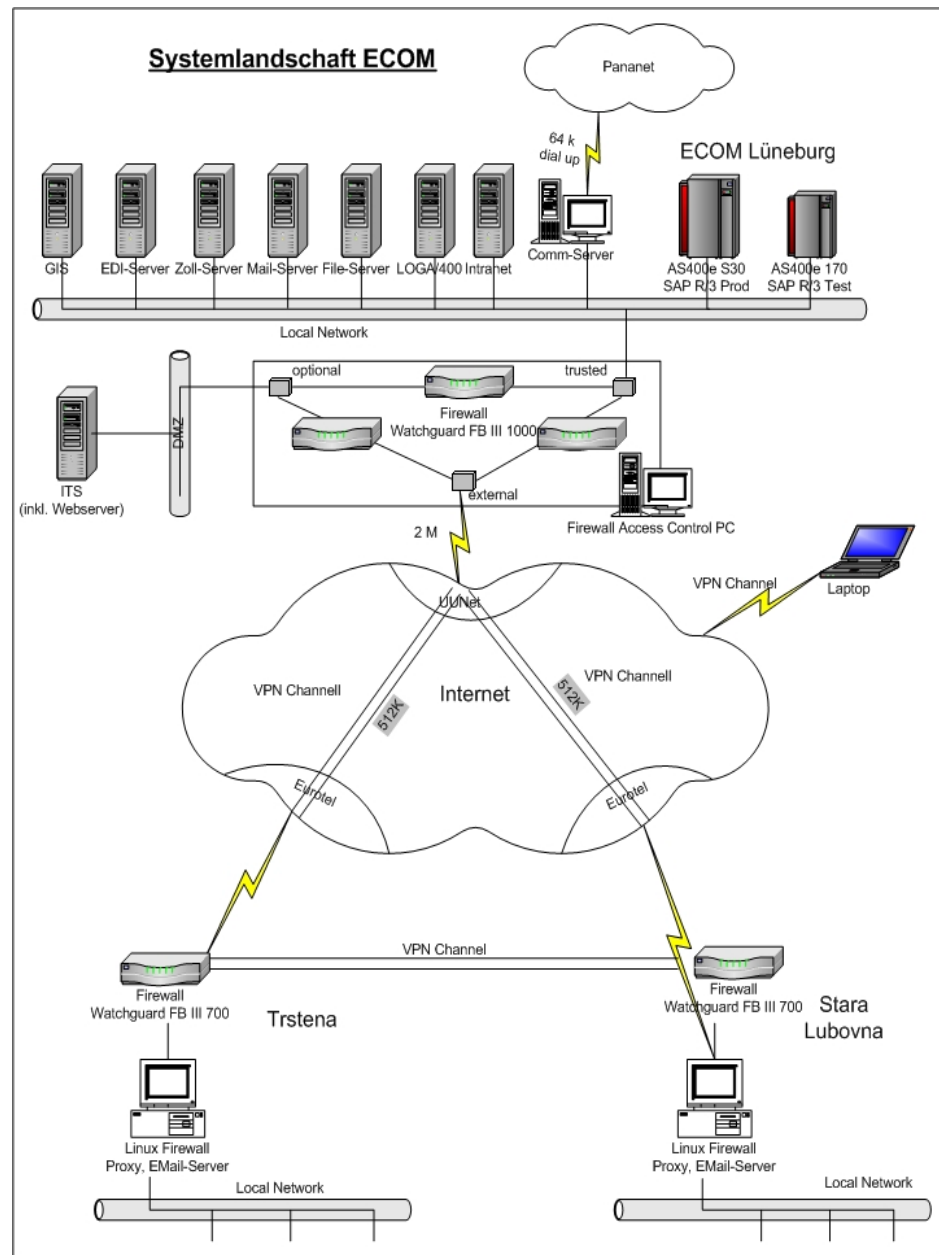 Systemlandschaft ECOM
Pananet
64 k
dial up
ECOM Lüneburg
GIS
EDI-Server
Zoll-Server
Mail-Server
File-Server
LOGA/400
Intranet
Comm-Server
AS400e S30
SAP R/3 Prod
AS400e 170
SAP R/3 Test
Local Network
optional
trusted
Firewall
Watchguard FB III 1000
DMZ
ITS
(inkl. Webserver)
external
Firewall Access Control PC
2 M
VPN Channel
Laptop
UUNet
VPN Channell
Internet
VPN Channell
512K
512K
Eurotel
Eurotel
VPN Channel
Firewall
Watchguard FB III 700
Trstena
Firewall
Watchguard FB III 700
Stara
Lubovna
Linux Firewall
Proxy, EMail-Server
Linux Firewall
Proxy, EMail-Server
Local Network
Local Network